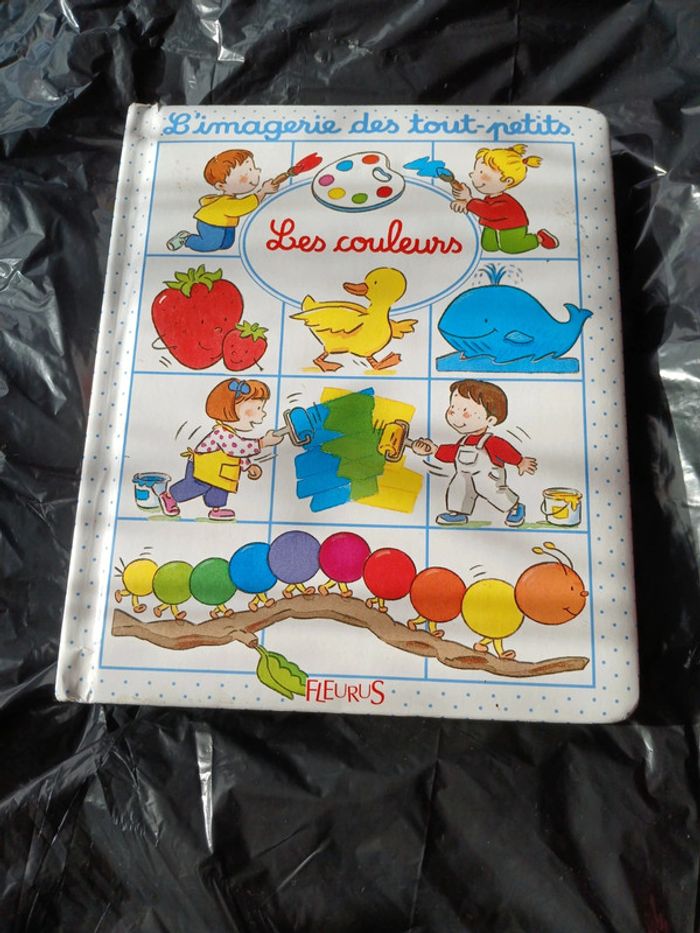 L'imagerie des tout-petits
Les couleurs
FLEURUS